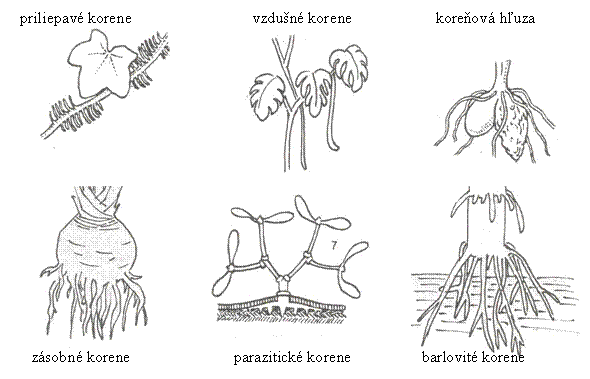 priliepavé korene
vzdušné korene
koreňová hľuza
7
zásobné korene
parazitické korene
barlovité korene